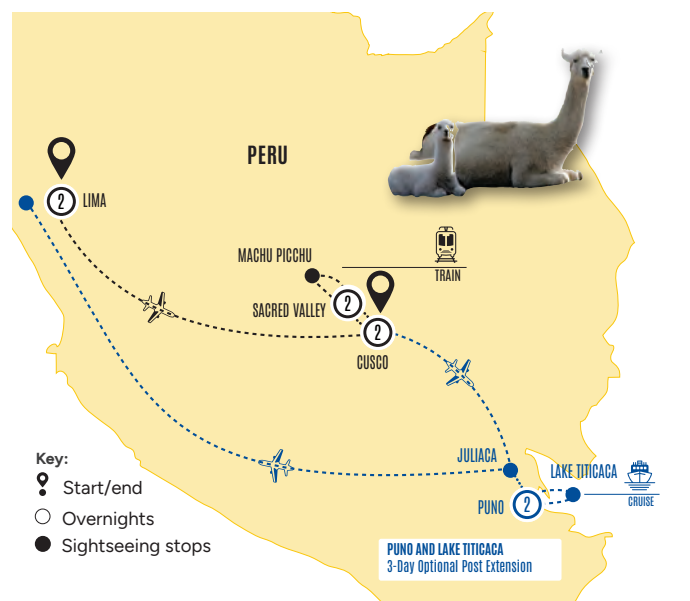 PERU
2
LIMA
MACHU PICCHU
TRAIN
SACRED VALLEY
2
2
CUSCO
JULIACA
LAKE TITICACA
CRUISE
PUNO
2
Key:
Start/end
Overnights
Sightseeing stops
PUNO AND LAKE TITICACA
3-Day Optional Post Extension